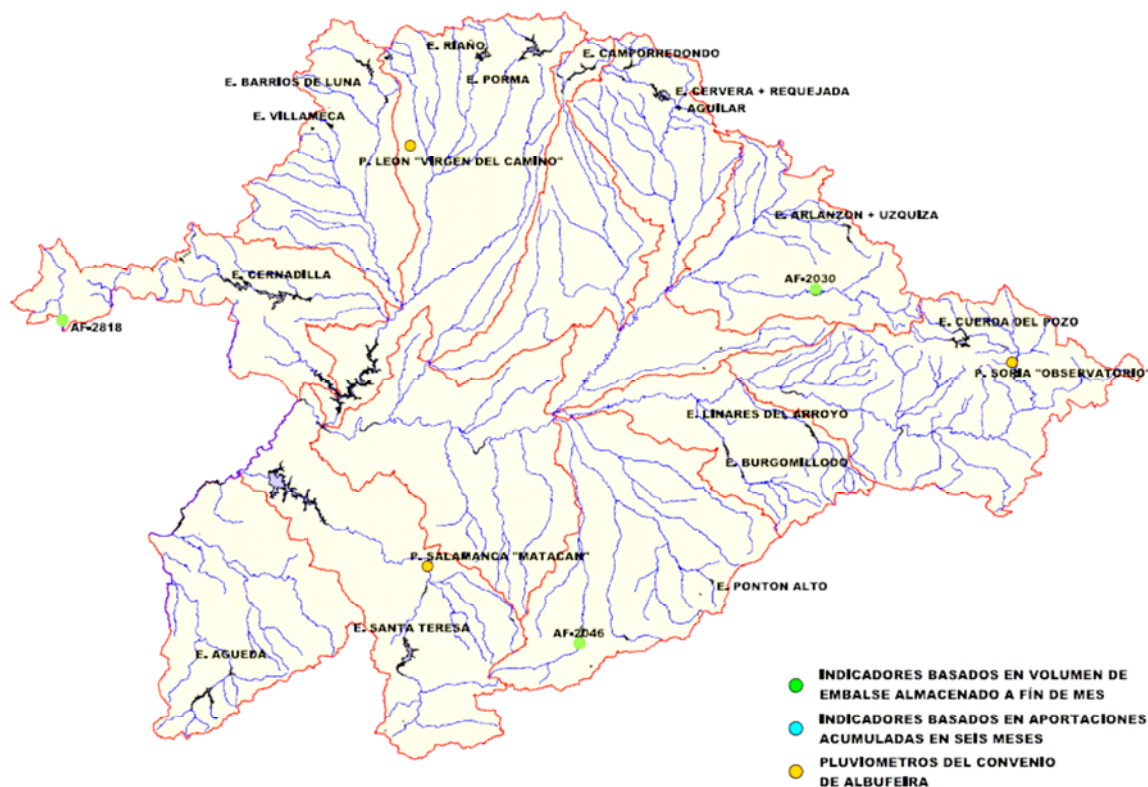 E. RIAÑO
E. CAMPORREDONDO
E. BARRIOS DE LUNA
E. PORMA
E. CERVERA + REQUEJADA
AGUILAR
E. VILLAMECA
P. LEON "VIRGEN DEL CAMINO"
E. ARLANZON + UZQUIZA
E. CERNADILLA
AF-2030
AF-2818
E. CUERDA DEL POZO
P. SORIA "OBSERVATORIO"
E. LINARES DEL ARROYO
E. BURGOMILLODO
P. SALAMANCA "MATACAN"
E. PONTON ALTO
E. SANTA TERESA
AF-2046
E. AGUEDA
INDICADORES BASADOS EN VOLUMEN DE
EMBALSE ALMACENADO A FÍN DE MES
INDICADORES BASADOS EN APORTACIONES
ACUMULADAS EN SEIS MESES
PLUVIOMETROS DEL CONVENIO
DE ALBUFEIRA